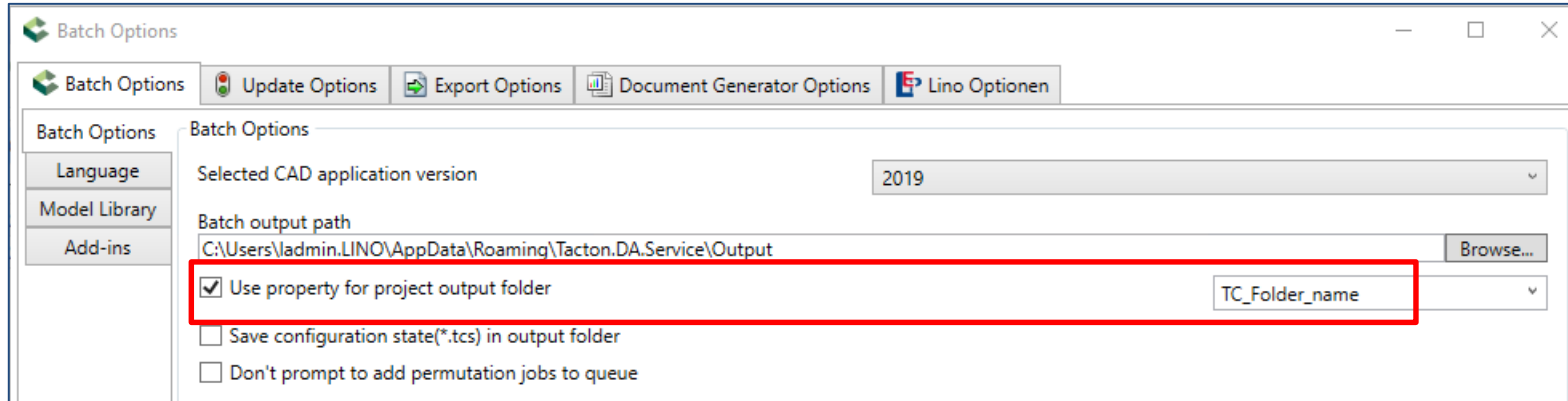 Batch Options
Batch Options Update Options Export Options Document Generator Options Lino Optionen
Batch Options
Language
Model Library
Add-ins
Batch Options
Selected CAD application version 2019
Batch output path
C:\Users\ladmin.LINO\AppData\Roaming\Tacton.DA.Service\Output Browse...
Use property for project output folder TC_Folder_name
Save configuration state(*.tcs) in output folder
Don't prompt to add permutation jobs to queue